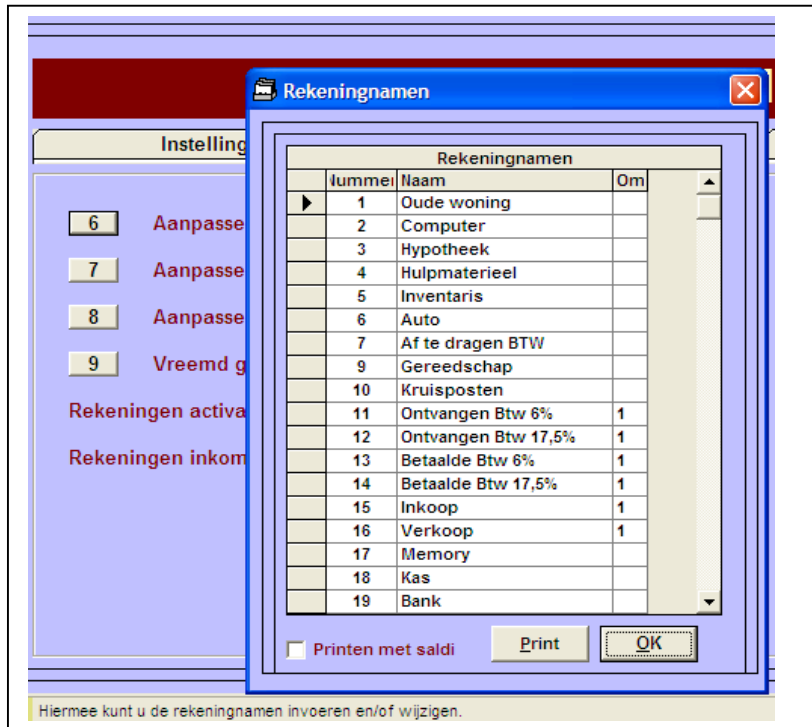 Rekeningnamen
Instelling
Rekeningnamen
Nummer Naam Om
1 Oude woning
2 Computer
3 Hypotheek
4 Hulpmaterieel
5 Inventaris
6 Auto
7 Af te dragen BTW
9 Gereedschap
10 Kruisposten
11 Ontvangen Btw 6% 1
12 Ontvangen Btw 17,5% 1
13 Betaalde Btw 6% 1
14 Betaalde Btw 17,5% 1
15 Inkoop 1
16 Verkoop 1
17 Memory
18 Kas
19 Bank
Printen met saldi Print OK
6 Aanpasse
7 Aanpasse
8 Aanpasse
9 Vreemd g
Rekeningen activa
Rekeningen inkom
Hiermee kunt u de rekeningnamen invoeren en/of wijzigen.